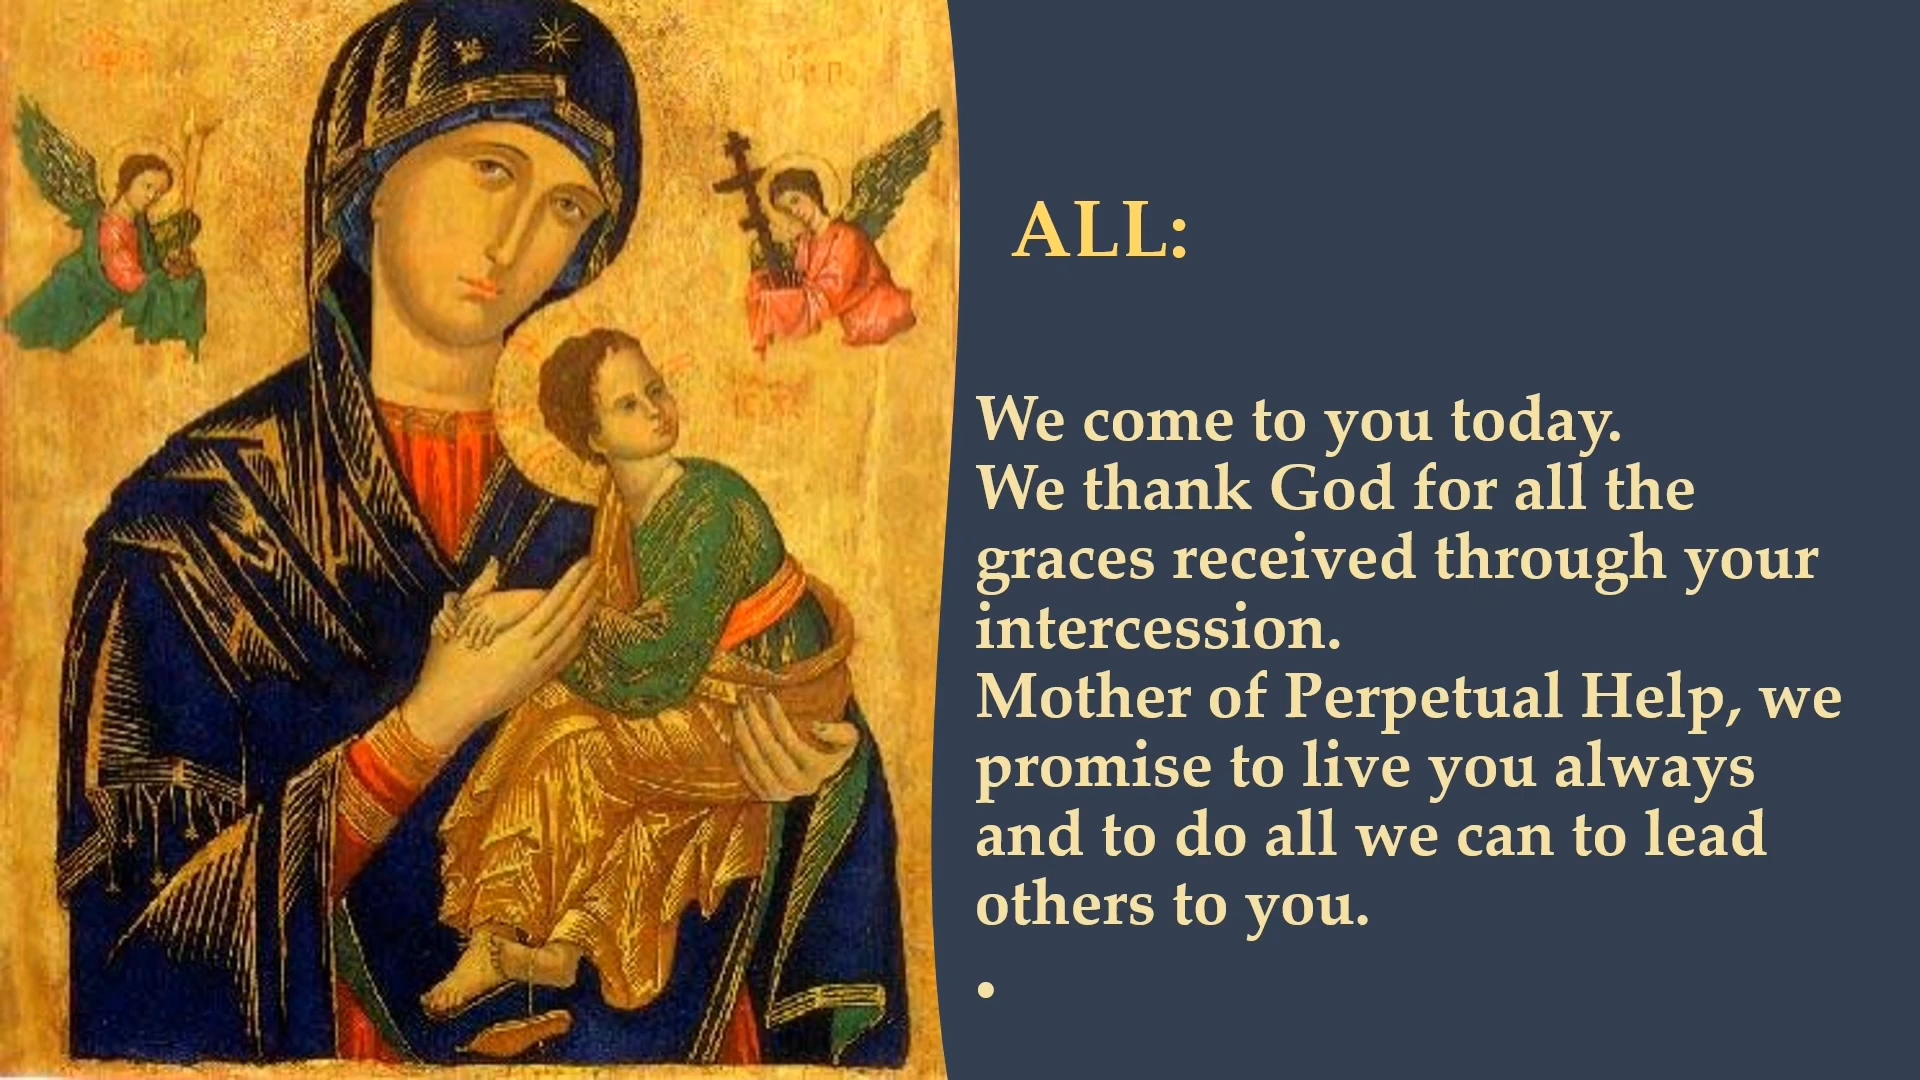 ALL:
We come to you today.
We thank God for all the
graces received through your
intercession.
Mother of Perpetual Help, we
promise to live you always
and to do all we can to lead
others to you.
•